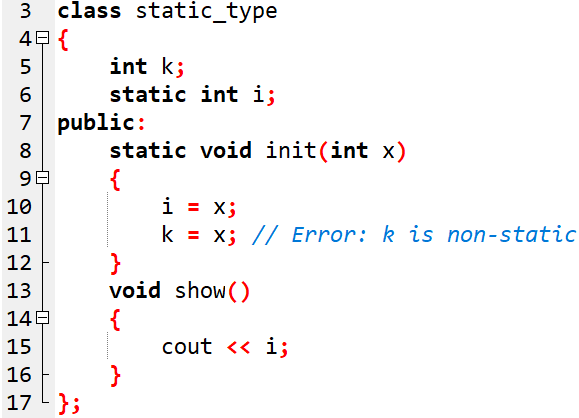 3 class static_type
4 {
5     int k;
6     static int i;
7 public:
8     static void init(int x)
9     {
10         i = x;
11         k = x; // Error: k is non-static
12     }
13     void show()
14     {
15         cout << i;
16     }
17 };